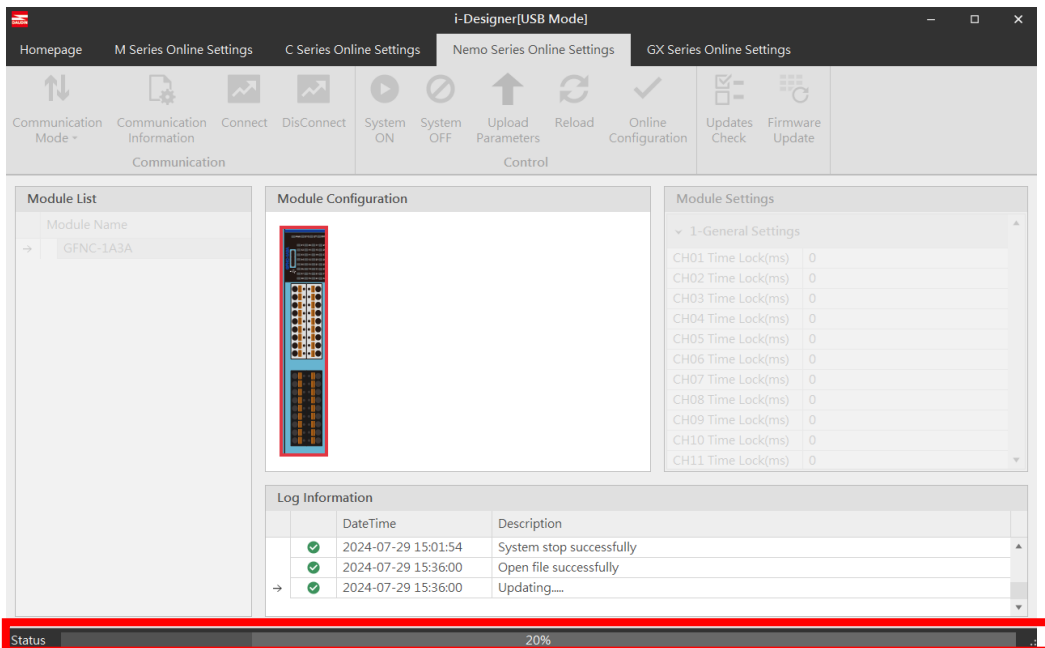 i-Designer[USB Mode]
Homepage M Series Online Settings C Series Online Settings Nemo Series Online Settings GX Series Online Settings
Communication Mode Communication Information Connect DisConnect System ON System OFF Upload Parameters Reload Online Configuration Updates Check Firmware Update
Communication Control
Module List
Module Name
GFNC-1A3A
Module Configuration
Module Settings
1-General Settings
CH01 Time Lock(ms) 0
CH02 Time Lock(ms) 0
CH03 Time Lock(ms) 0
CH04 Time Lock(ms) 0
CH05 Time Lock(ms) 0
CH06 Time Lock(ms) 0
CH07 Time Lock(ms) 0
CH08 Time Lock(ms) 0
CH09 Time Lock(ms) 0
CH10 Time Lock(ms) 0
CH11 Time Lock(ms) 0
Log Information
DateTime Description
2024-07-29 15:01:54 System stop successfully
2024-07-29 15:36:00 Open file successfully
2024-07-29 15:36:00 Updating.....
Status 20%